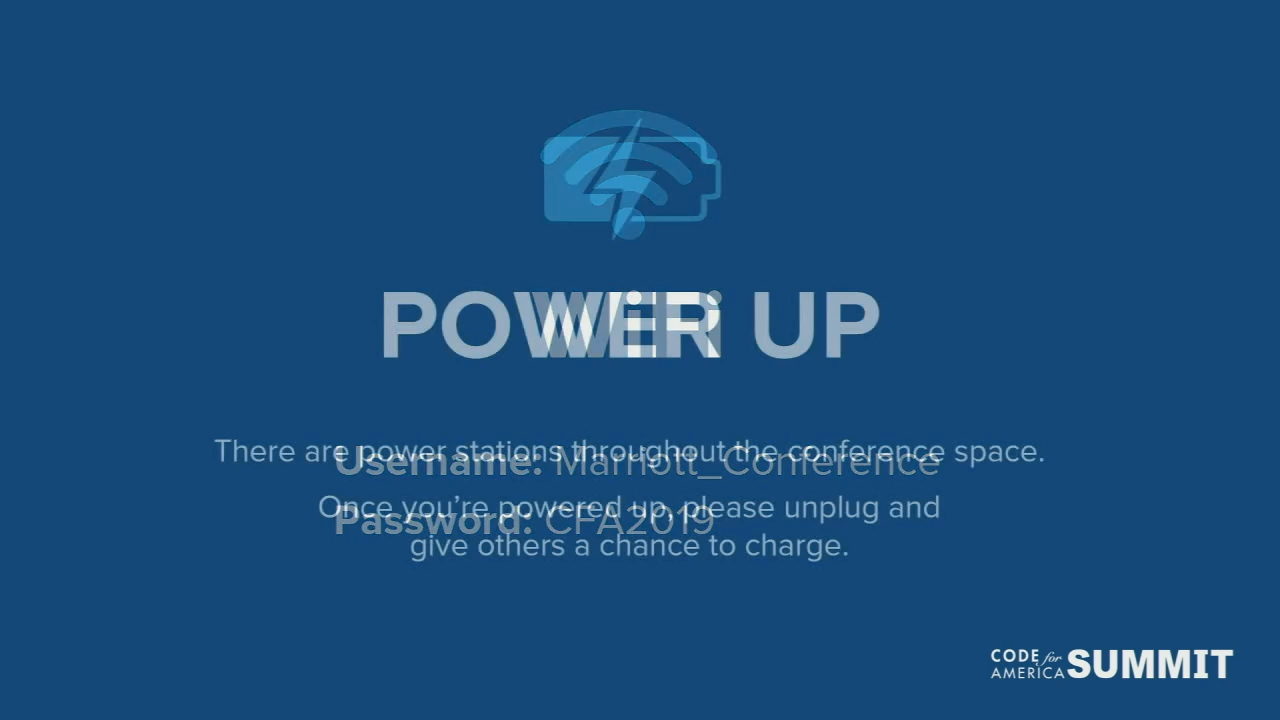 POWER UP
WiFi
There are power stations throughout the conference space.
Username: Marriott_Conference
Once you're powered up, please unplug and
Password: CFA2019
give others a chance to charge.
CODE for
AMERICA SUMMIT